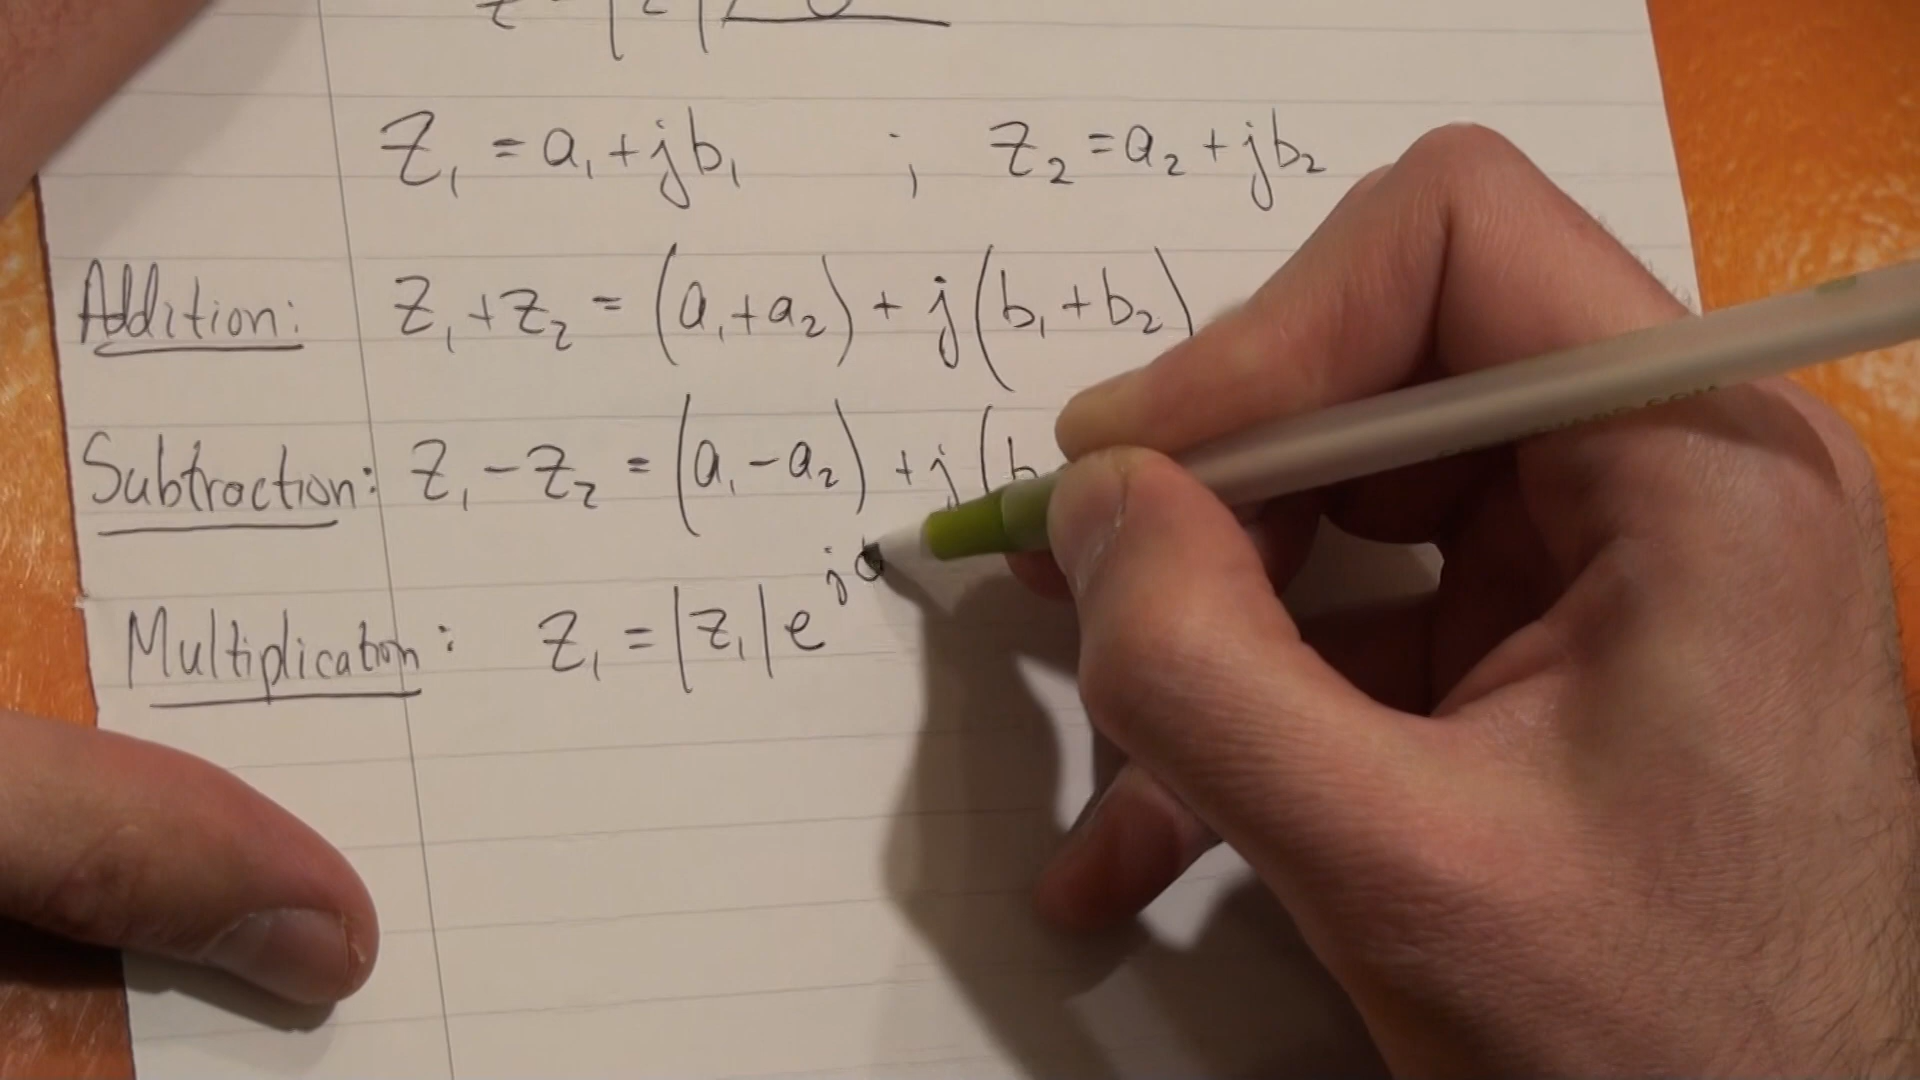 Z₁ = a₁ + jb₁ ; Z₂ = a₂ + jb₂
Addition: Z₁ + Z₂ = (a₁ + a₂) + j(b₁ + b₂)
Subtraction: Z₁ - Z₂ = (a₁ - a₂) + j(b
Multiplication: Z₁ = |Z₁| e^j